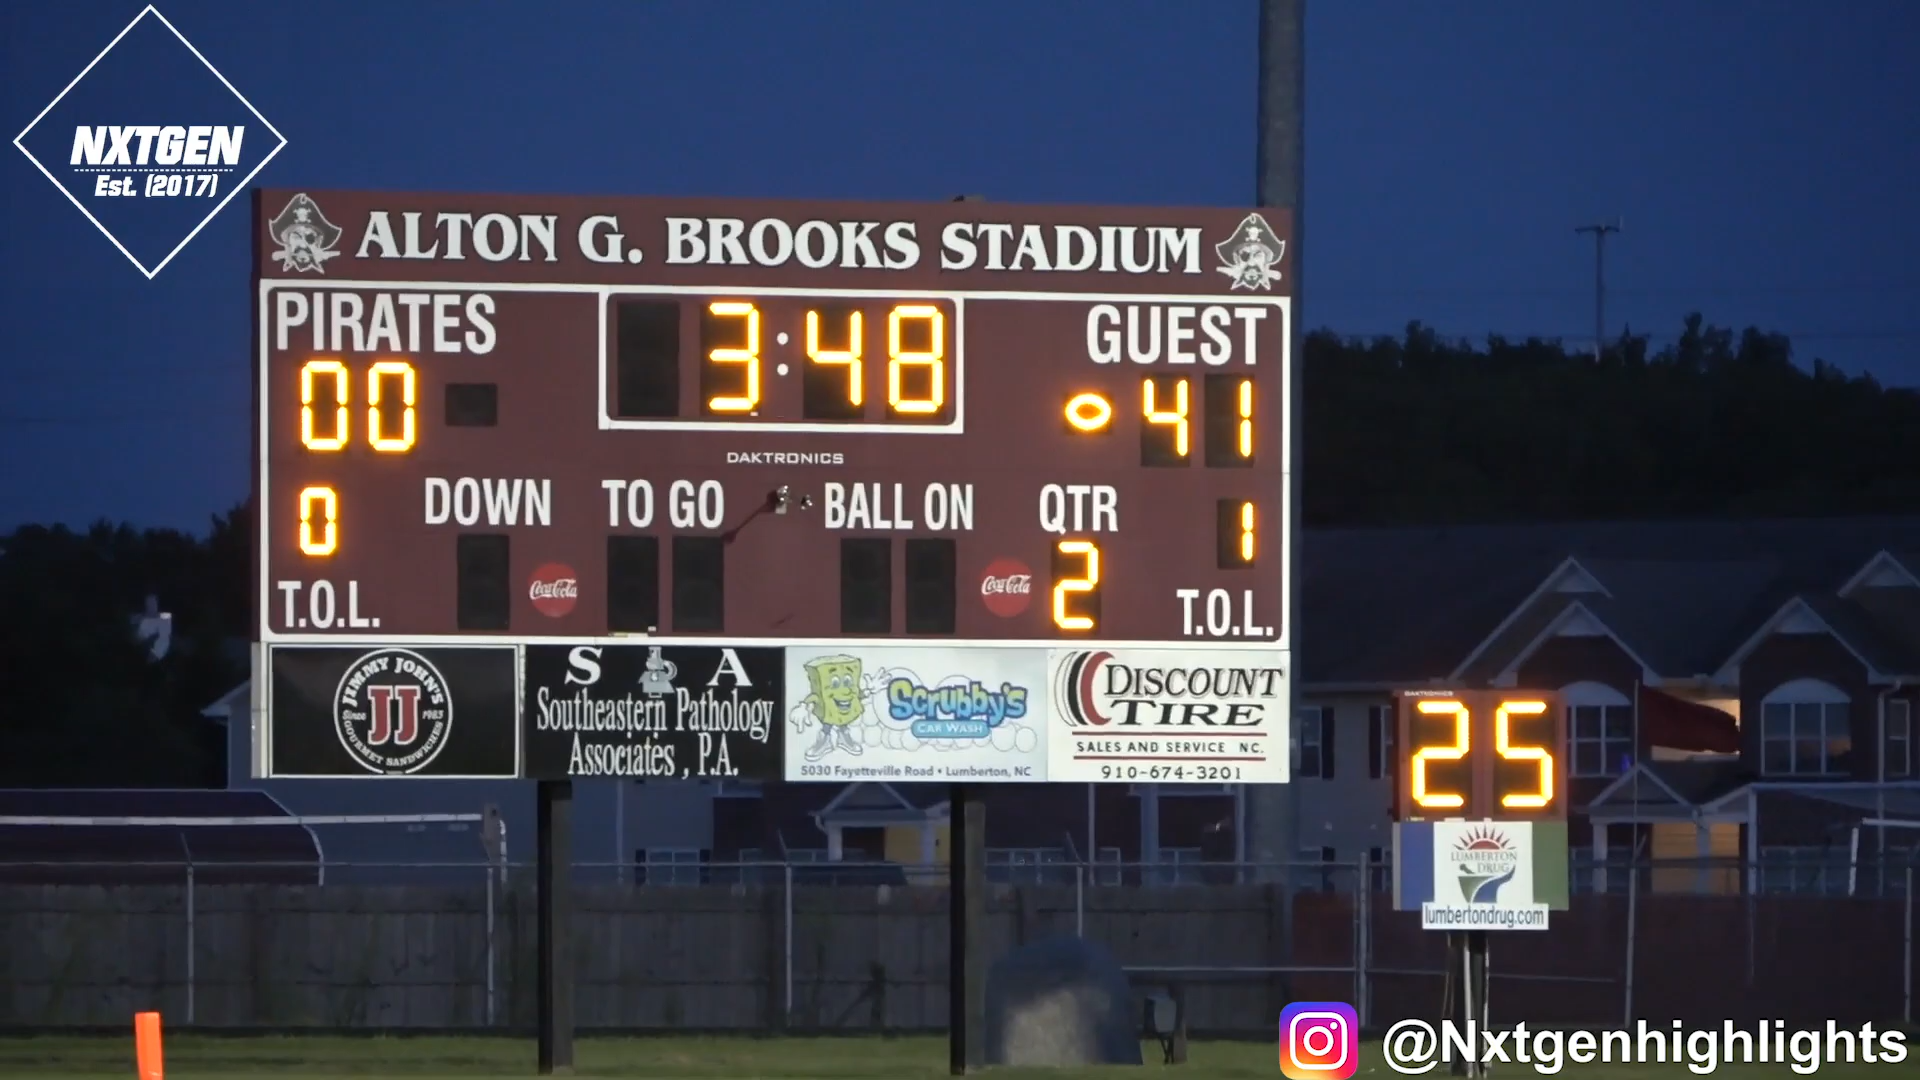 NXTGEN
Est. (2017)
ALTON G. BROOKS STADIUM
PIRATES 3:48 GUEST
00 41
DAKTRONICS
DOWN TO GO BALL ON QTR
0 2 1
Coca-Cola Coca-Cola
T.O.L. T.O.L.
JIMMY JOHN'S
Since JJ 1983
GOURMET SANDWICHES
S A
Southeastern Pathology
Associates, P.A.
Scrubby's
CAR WASH
5030 Fayetteville Road • Lumberton, NC
DISCOUNT
TIRE
SALES AND SERVICE NC.
910-674-3201
DAKTRONICS
25
LUMBERTON
DRUG
lumbertondrug.com
@Nxtgenhighlights